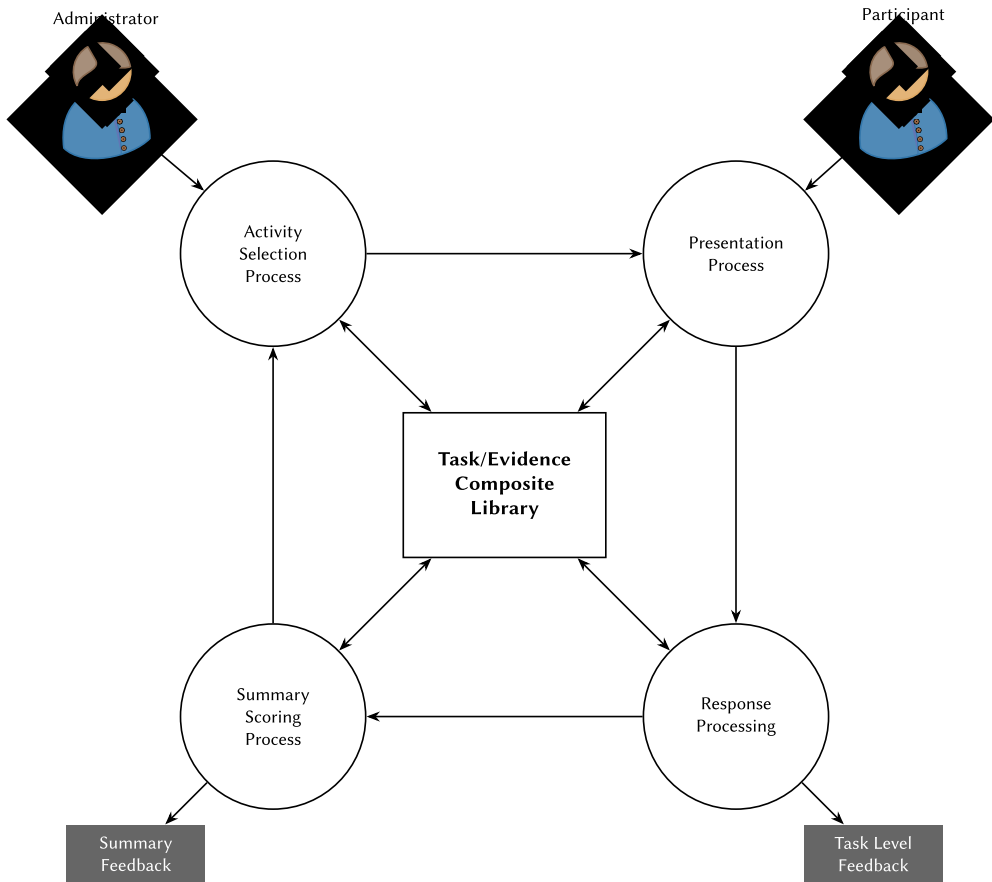 Administrator
Participant
Activity
Selection
Process
Presentation
Process
Task/Evidence
Composite
Library
Summary
Scoring
Process
Response
Processing
Summary
Feedback
Task Level
Feedback